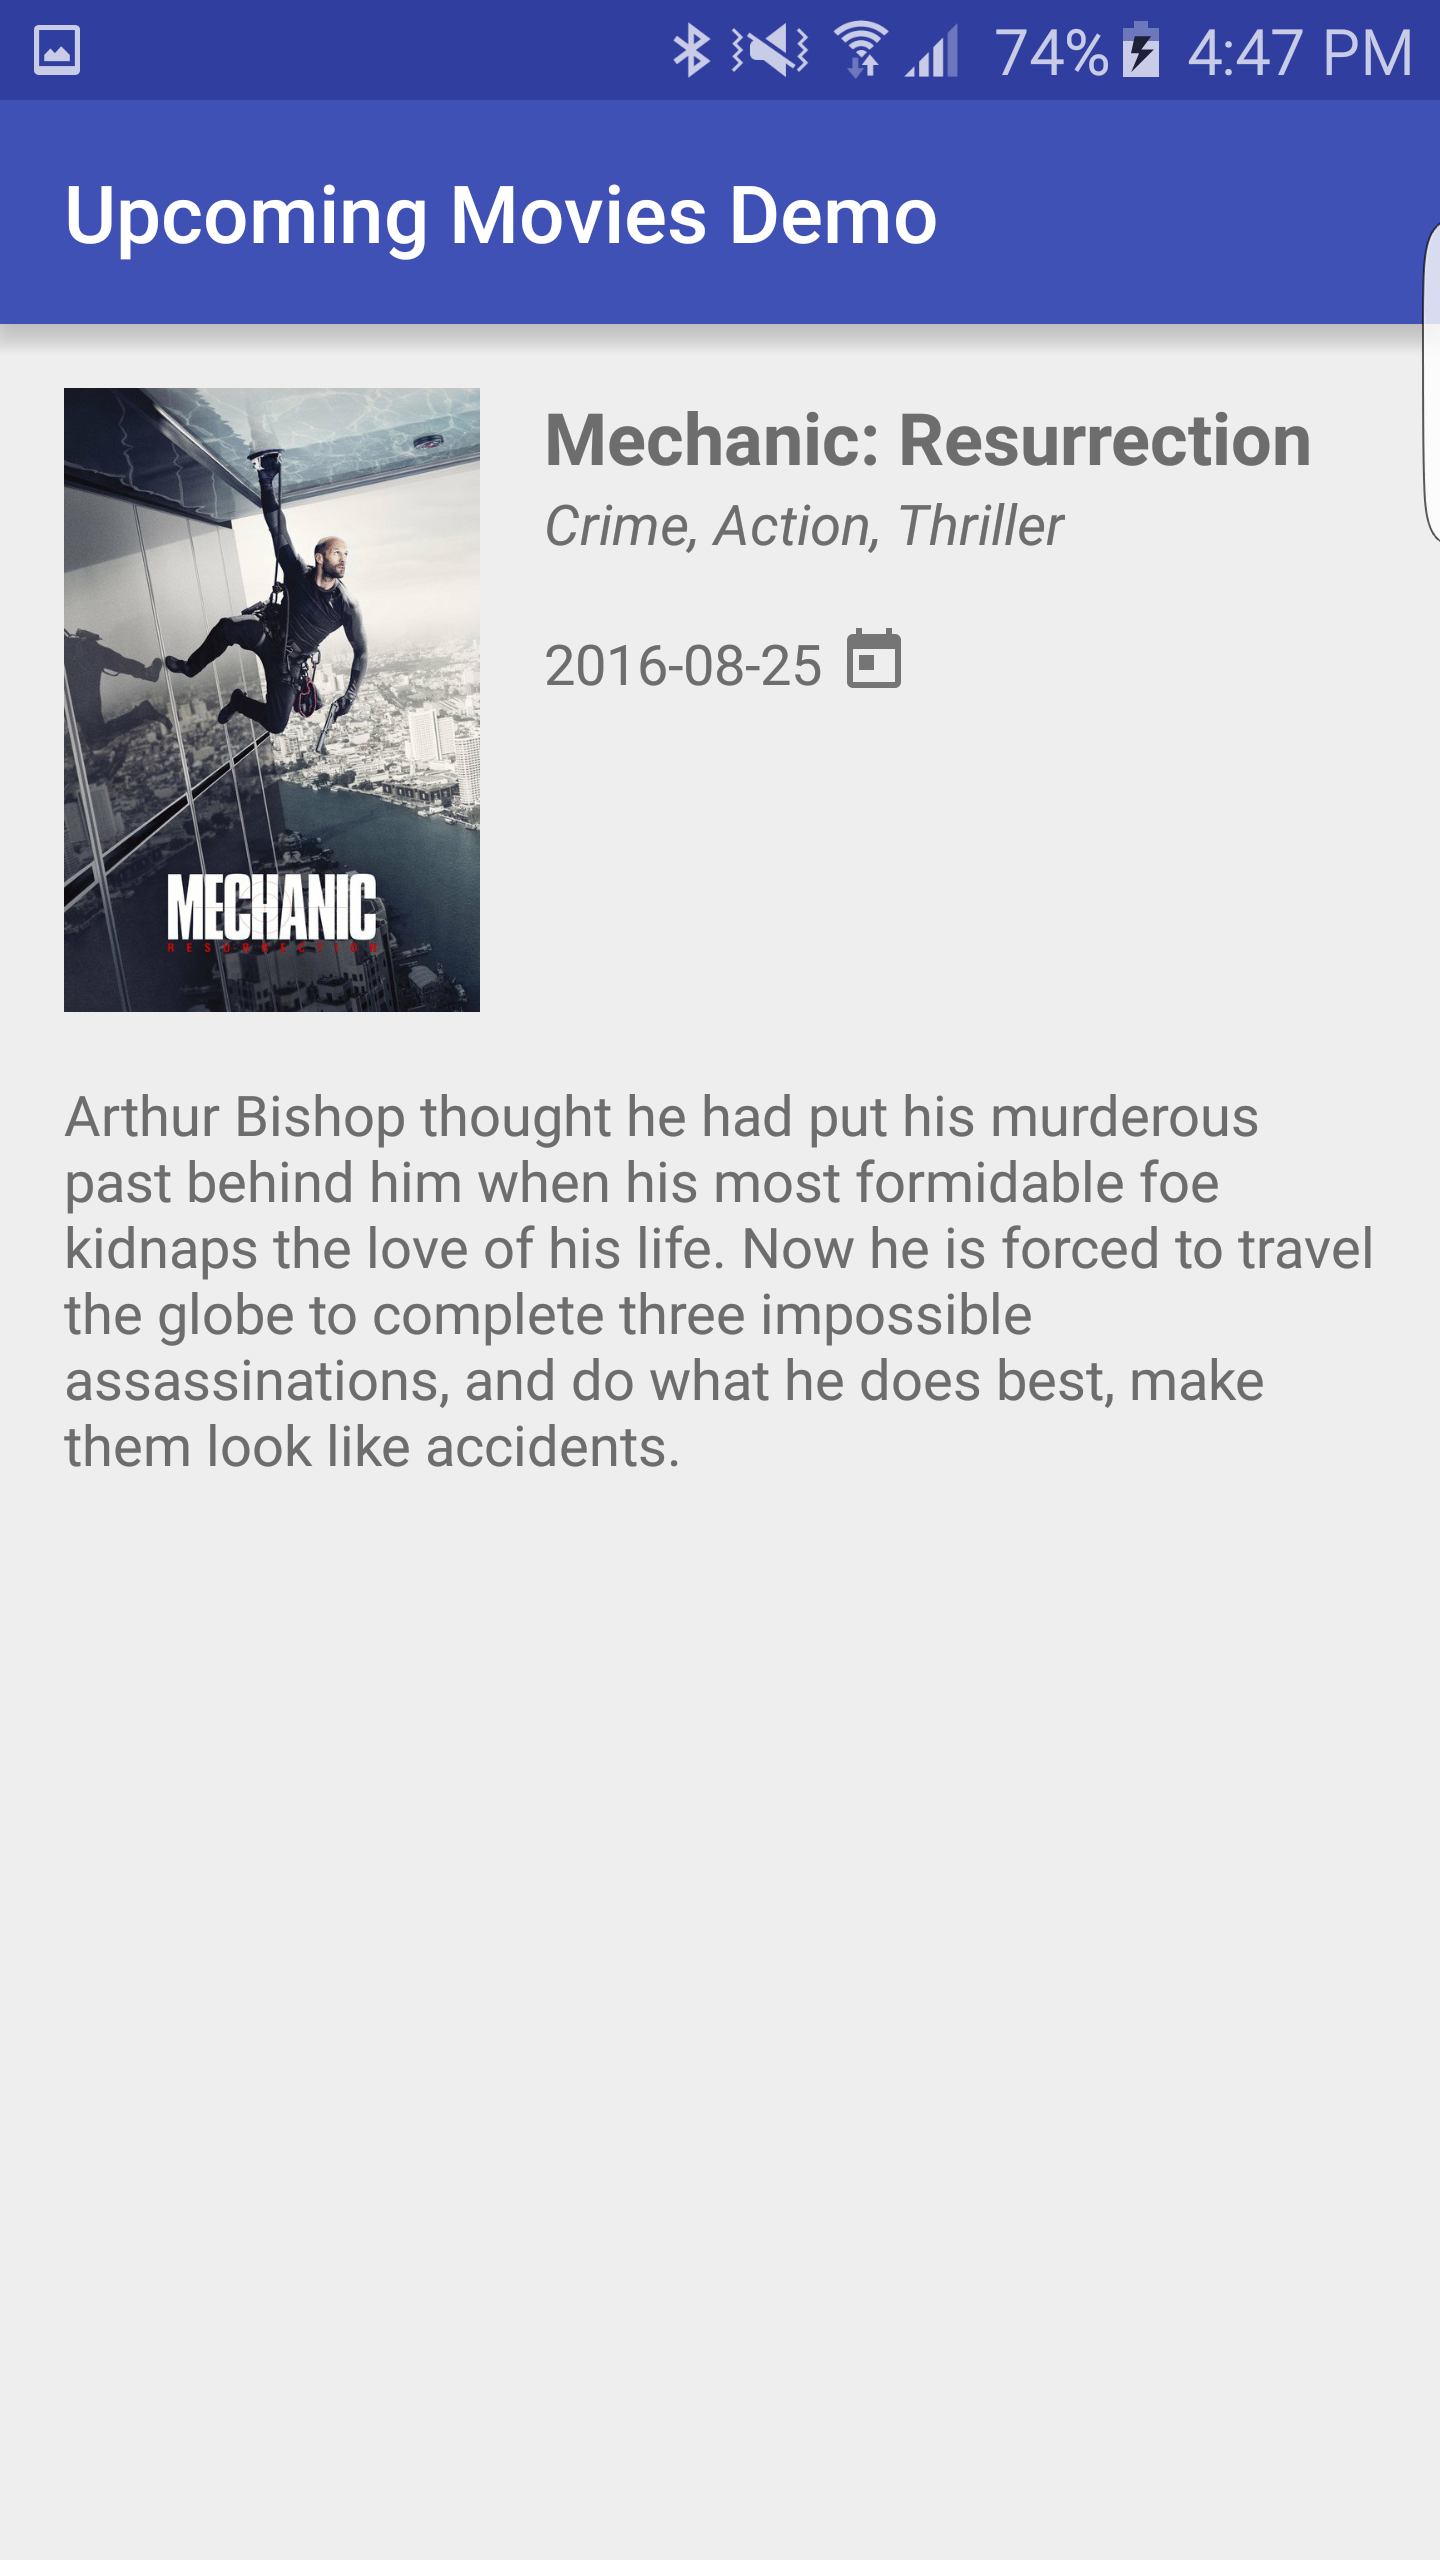 74% 4:47 PM
Upcoming Movies Demo
Mechanic: Resurrection
Crime, Action, Thriller
2016-08-25
MECHANIC
RESURRECTION
Arthur Bishop thought he had put his murderous
past behind him when his most formidable foe
kidnaps the love of his life. Now he is forced to travel
the globe to complete three impossible
assassinations, and do what he does best, make
them look like accidents.